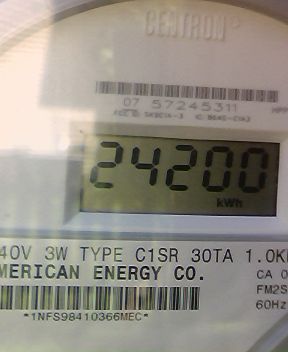 CENTRON®
07 57245311
24200
kWh
40V 3W TYPE C1SR 30TA 1.0K
MERICAN ENERGY CO.
CA 0
FM2S
60Hz
*1NFS98410366MEC*